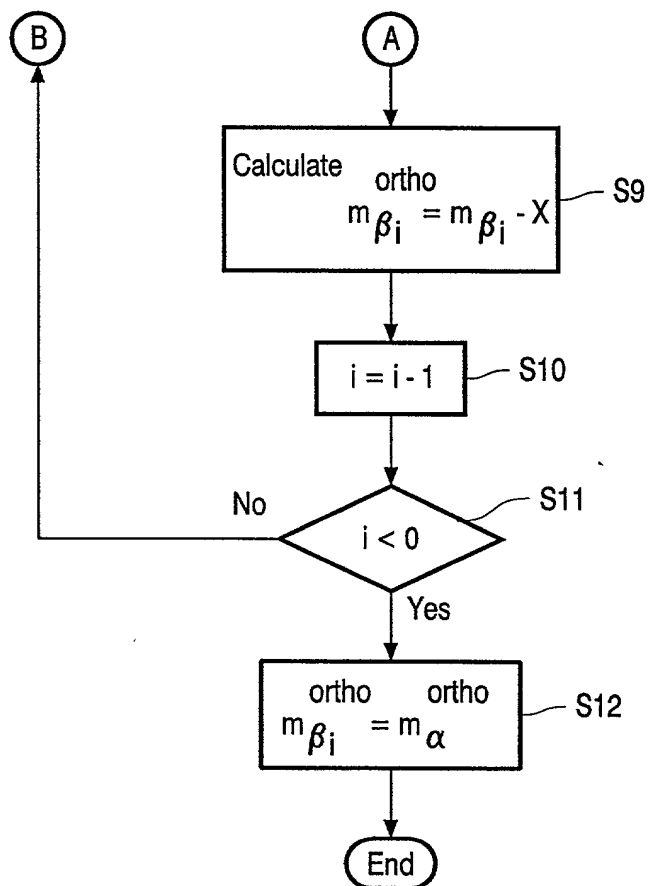 B
A
Calculate
ortho
m β i = m β i - X
S9
i = i - 1
S10
S11
No
i < 0
Yes
ortho ortho
m β i = m α
S12
End